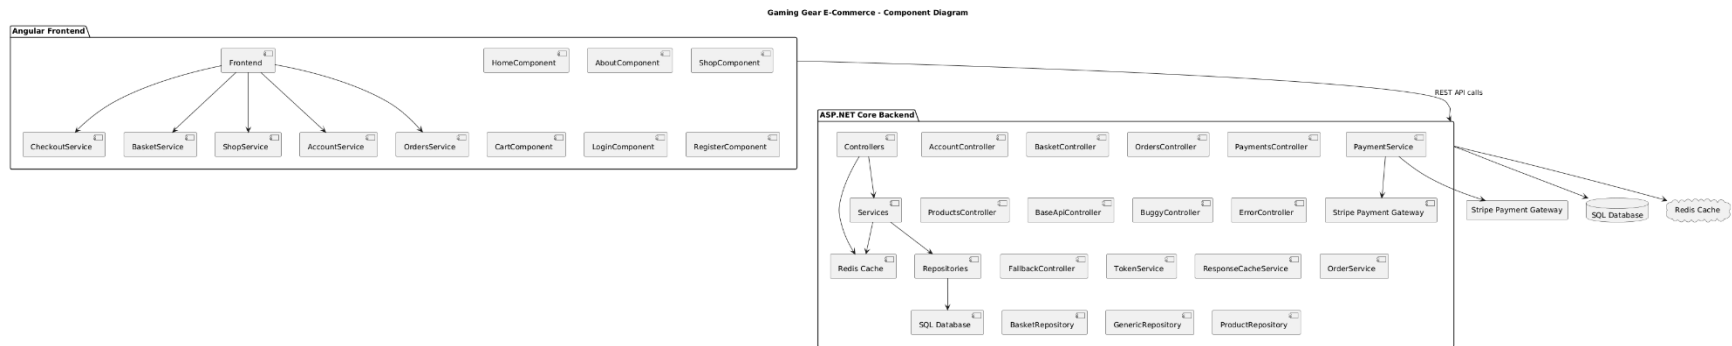 Gaming Gear E-Commerce - Component Diagram
Angular Frontend
Frontend
HomeComponent
AboutComponent
ShopComponent
CheckoutService
BasketService
ShopService
AccountService
OrdersService
CartComponent
LoginComponent
RegisterComponent
REST API calls
ASP.NET Core Backend
Controllers
AccountController
BasketController
OrdersController
PaymentsController
PaymentService
Services
ProductsController
BaseApiController
BuggyController
ErrorController
Stripe Payment Gateway
Stripe Payment Gateway
SQL Database
Redis Cache
Redis Cache
Repositories
FallbackController
TokenService
ResponseCacheService
OrderService
SQL Database
BasketRepository
GenericRepository
ProductRepository